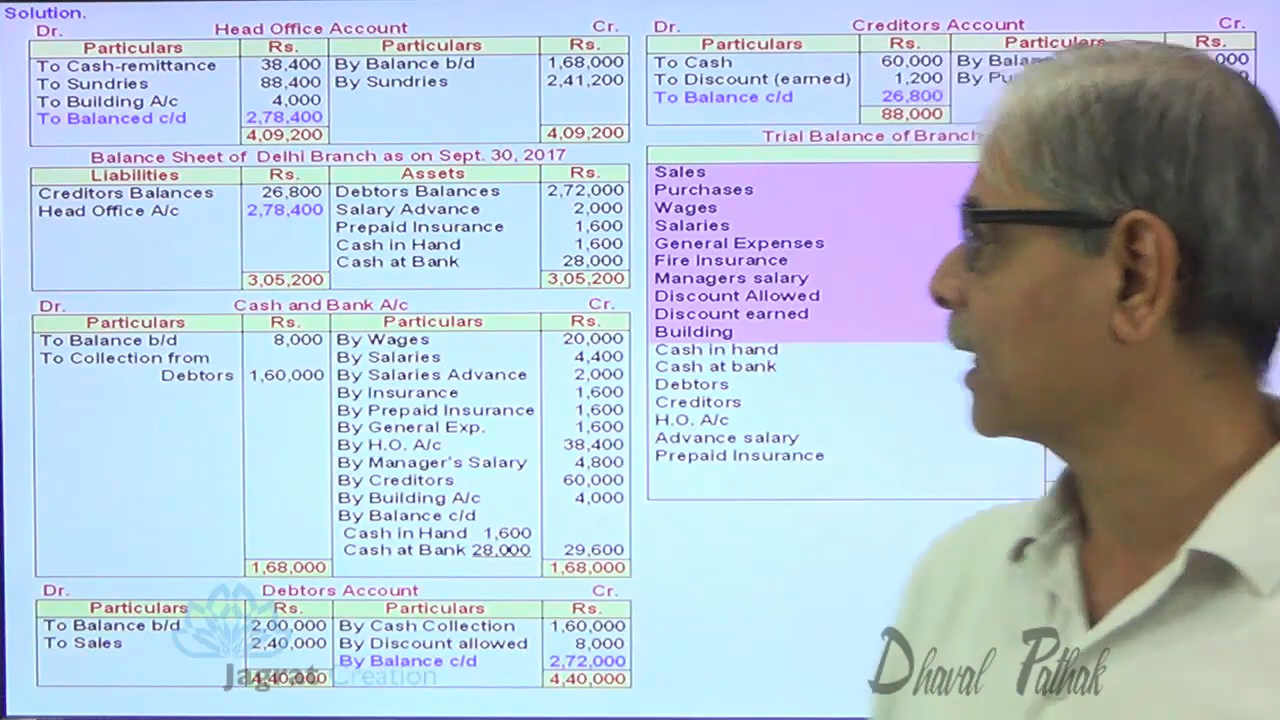 Solution.
Dr. Head Office Account Cr.
Particulars Rs. Particulars Rs.
To Cash-remittance 38,400 By Balance b/d 1,68,000
To Sundries 88,400 By Sundries 2,41,200
To Building A/c 4,000
To Balanced c/d 2,78,400
4,09,200 4,09,200
Balance Sheet of Delhi Branch as on Sept. 30, 2017
Liabilities Rs. Assets Rs.
Creditors Balances 26,800 Debtors Balances 2,72,000
Head Office A/c 2,78,400 Salary Advance 2,000
Prepaid Insurance 1,600
Cash in Hand 1,600
Cash at Bank 28,000
3,05,200 3,05,200
Dr. Cash and Bank A/c Cr.
Particulars Rs. Particulars Rs.
To Balance b/d 8,000 By Wages 20,000
To Collection from By Salaries 4,400
Debtors 1,60,000 By Salaries Advance 2,000
By Insurance 1,600
By Prepaid Insurance 1,600
By General Exp. 1,600
By H.O. A/c 38,400
By Manager's Salary 4,800
By Creditors 60,000
By Building A/c 4,000
By Balance c/d
Cash in Hand 1,600
Cash at Bank 28,000 29,600
1,68,000 1,68,000
Dr. Debtors Account Cr.
Particulars Rs. Particulars Rs.
To Balance b/d 2,00,000 By Cash Collection 1,60,000
To Sales 2,40,000 By Discount allowed 8,000
By Balance c/d 2,72,000
4,40,000 4,40,000
Jagrat Creation
Dr. Creditors Account Cr.
Particulars Rs. Particulars Rs.
To Cash 60,000 By
To Discount (earned) 1,200 By
To Balance c/d 26,800
88,000
Trial Balance of Branch
Sales
Purchases
Wages
Salaries
General Expenses
Fire Insurance
Managers salary
Discount Allowed
Discount earned
Building
Cash in hand
Cash at bank
Debtors
Creditors
H.O. A/c
Advance salary
Prepaid Insurance
Dhaval Pathak